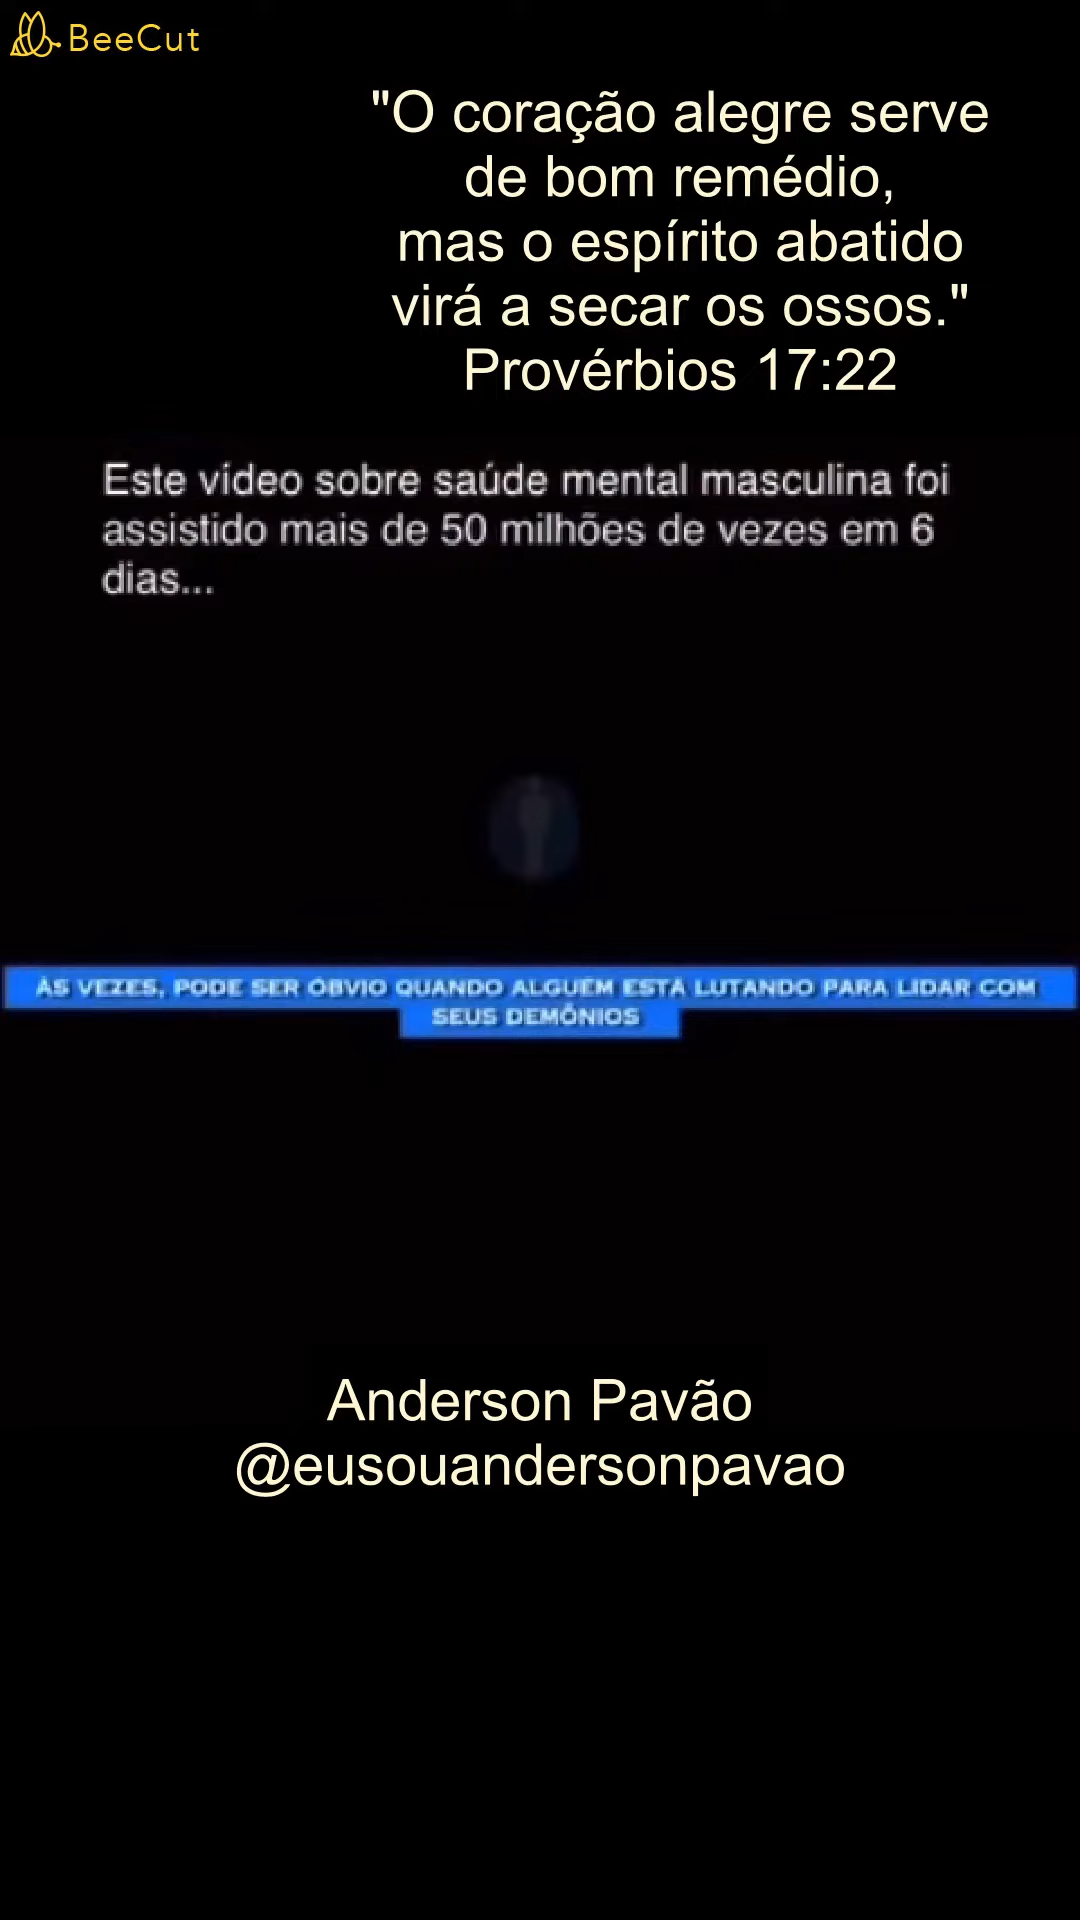 BeeCut
"O coração alegre serve
de bom remédio,
mas o espírito abatido
virá a secar os ossos."
Provérbios 17:22
Este vídeo sobre saúde mental masculina foi
assistido mais de 50 milhões de vezes em 6
dias...
ÀS VEZES, PODE SER ÓBVIO QUANDO ALGUÉM ESTÁ LUTANDO PARA LIDAR COM
SEUS DEMÔNIOS
Anderson Pavão
@eusouandersonpavao